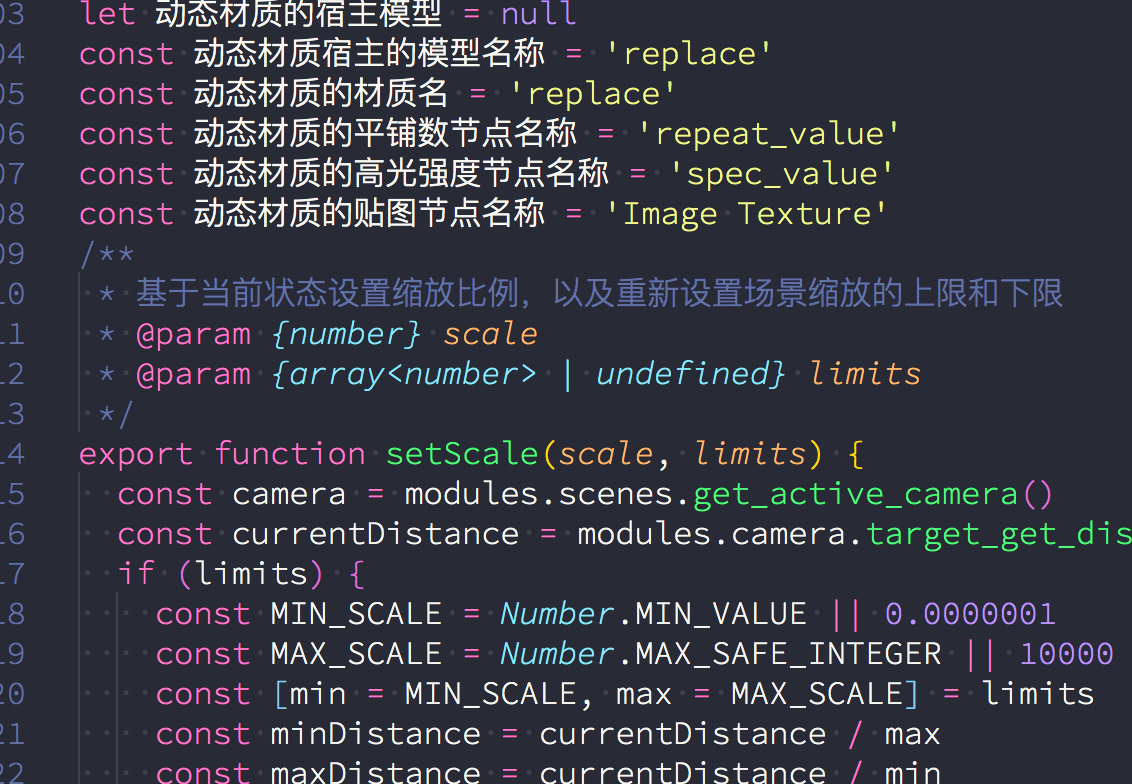 03 let 动态材质的宿主模型 = null
04 const 动态材质宿主的模型名称 = 'replace'
05 const 动态材质的材质名 = 'replace'
06 const 动态材质的平铺数节点名称 = 'repeat_value'
07 const 动态材质的高光强度节点名称 = 'spec_value'
08 const 动态材质的贴图节点名称 = 'Image Texture'
09 /**
10 * 基于当前状态设置缩放比例，以及重新设置场景缩放的上限和下限
11 * @param {number} scale
12 * @param {array<number> | undefined} limits
13 */
14 export function setScale(scale, limits) {
15 const camera = modules.scenes.get_active_camera()
16 const currentDistance = modules.camera.target_get_dis
17 if (limits) {
18 const MIN_SCALE = Number.MIN_VALUE || 0.0000001
19 const MAX_SCALE = Number.MAX_SAFE_INTEGER || 10000
20 const [min = MIN_SCALE, max = MAX_SCALE] = limits
21 const minDistance = currentDistance / max
22 const maxDistance = currentDistance / min